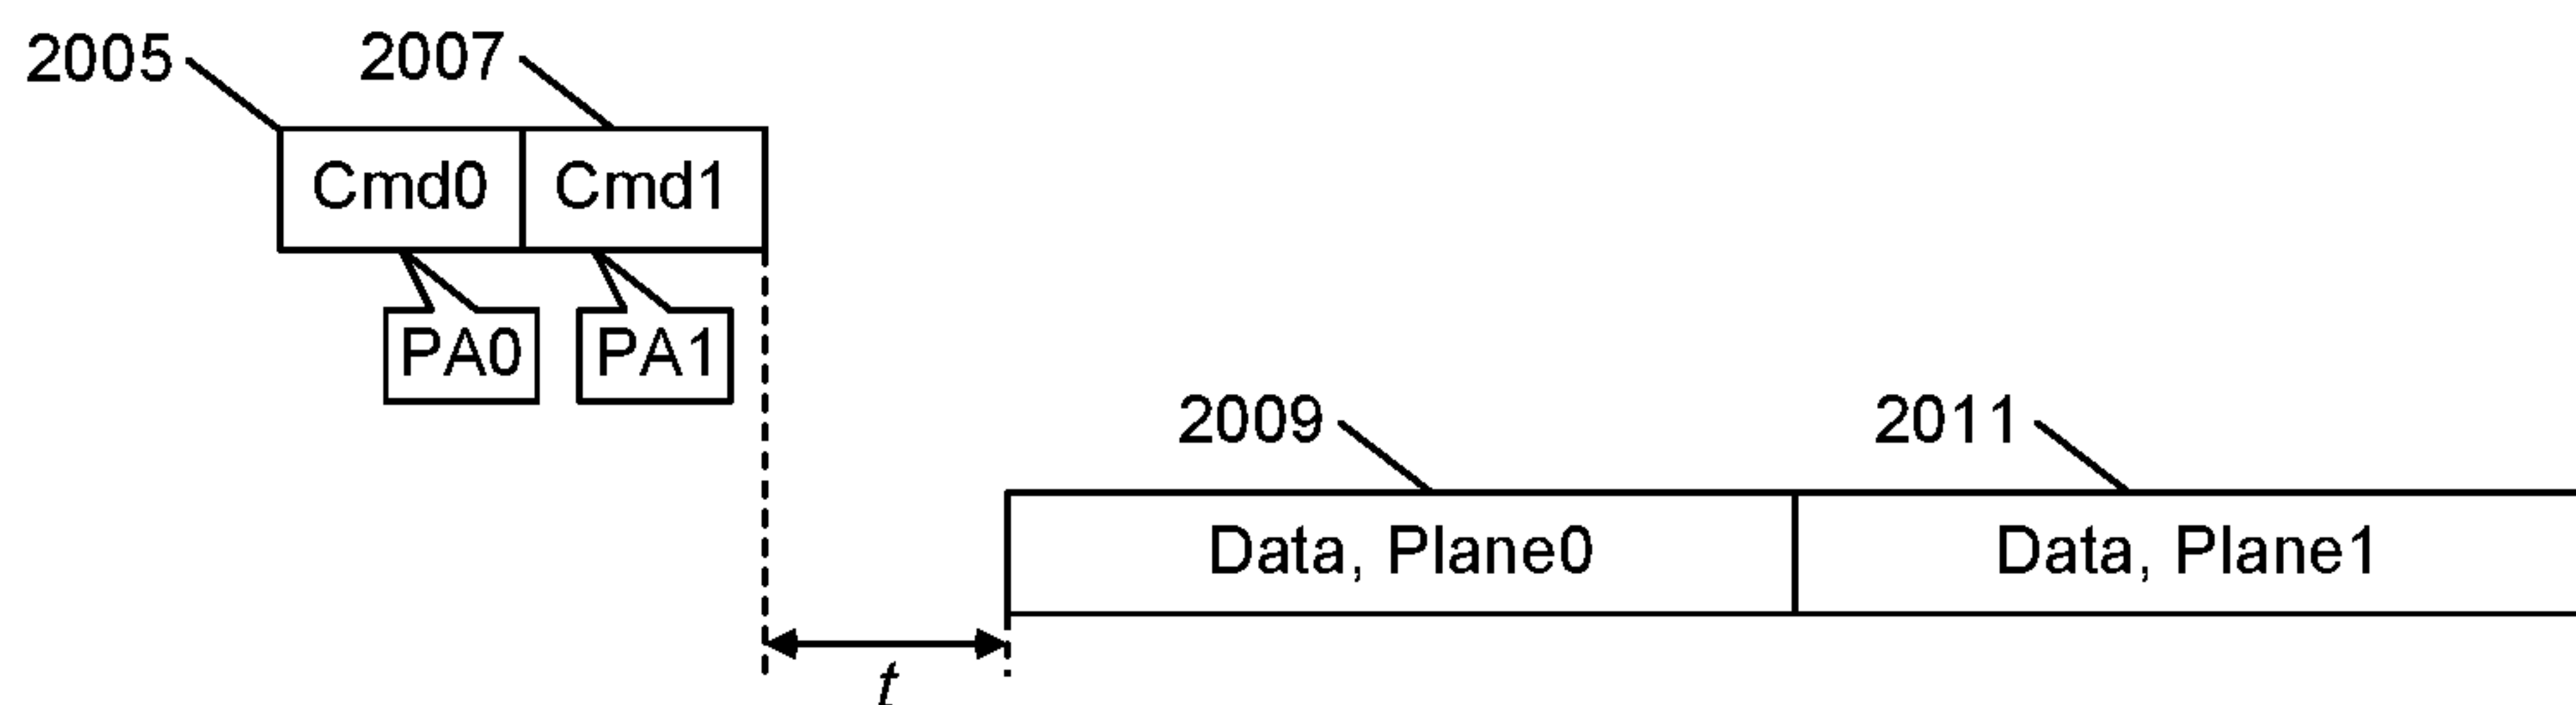 2005 2007
Cmd0 Cmd1
PA0 PA1
2009 2011
Data, Plane0 Data, Plane1
t